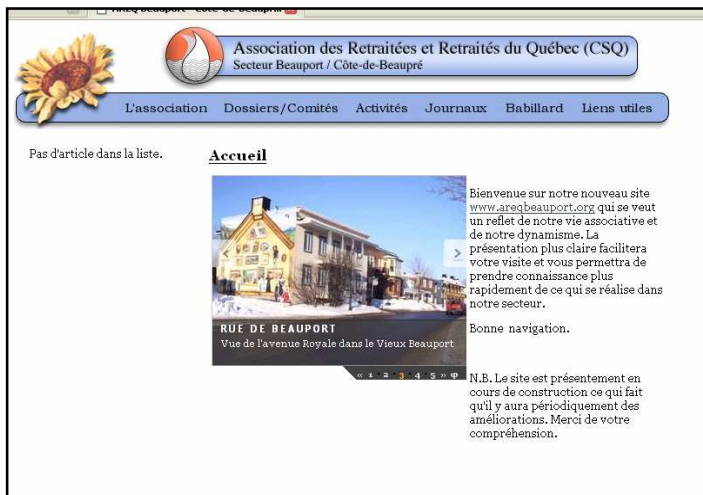 AREQ Beauport - Côte-de-Beaupr...
Association des Retraitées et Retraités du Québec (CSQ)
Secteur Beauport / Côte-de-Beaupré
L'association Dossiers/Comités Activités Journaux Babillard Liens utiles
Pas d'article dans la liste.
Accueil
Bienvenue sur notre nouveau site
www.areqbeauport.org qui se veut
un reflet de notre vie associative et
de notre dynamisme. La
présentation plus claire facilitera
votre visite et vous permettra de
prendre connaissance plus
rapidement de ce qui se réalise dans
notre secteur.
Bonne navigation.
RUE DE BEAUPORT
Vue de l'avenue Royale dans le Vieux Beauport
« 1 • 2 • 3 • 4 • 5 » φ
N.B. Le site est présentement en
cours de construction ce qui fait
qu'il y aura périodiquement des
améliorations. Merci de votre
compréhension.